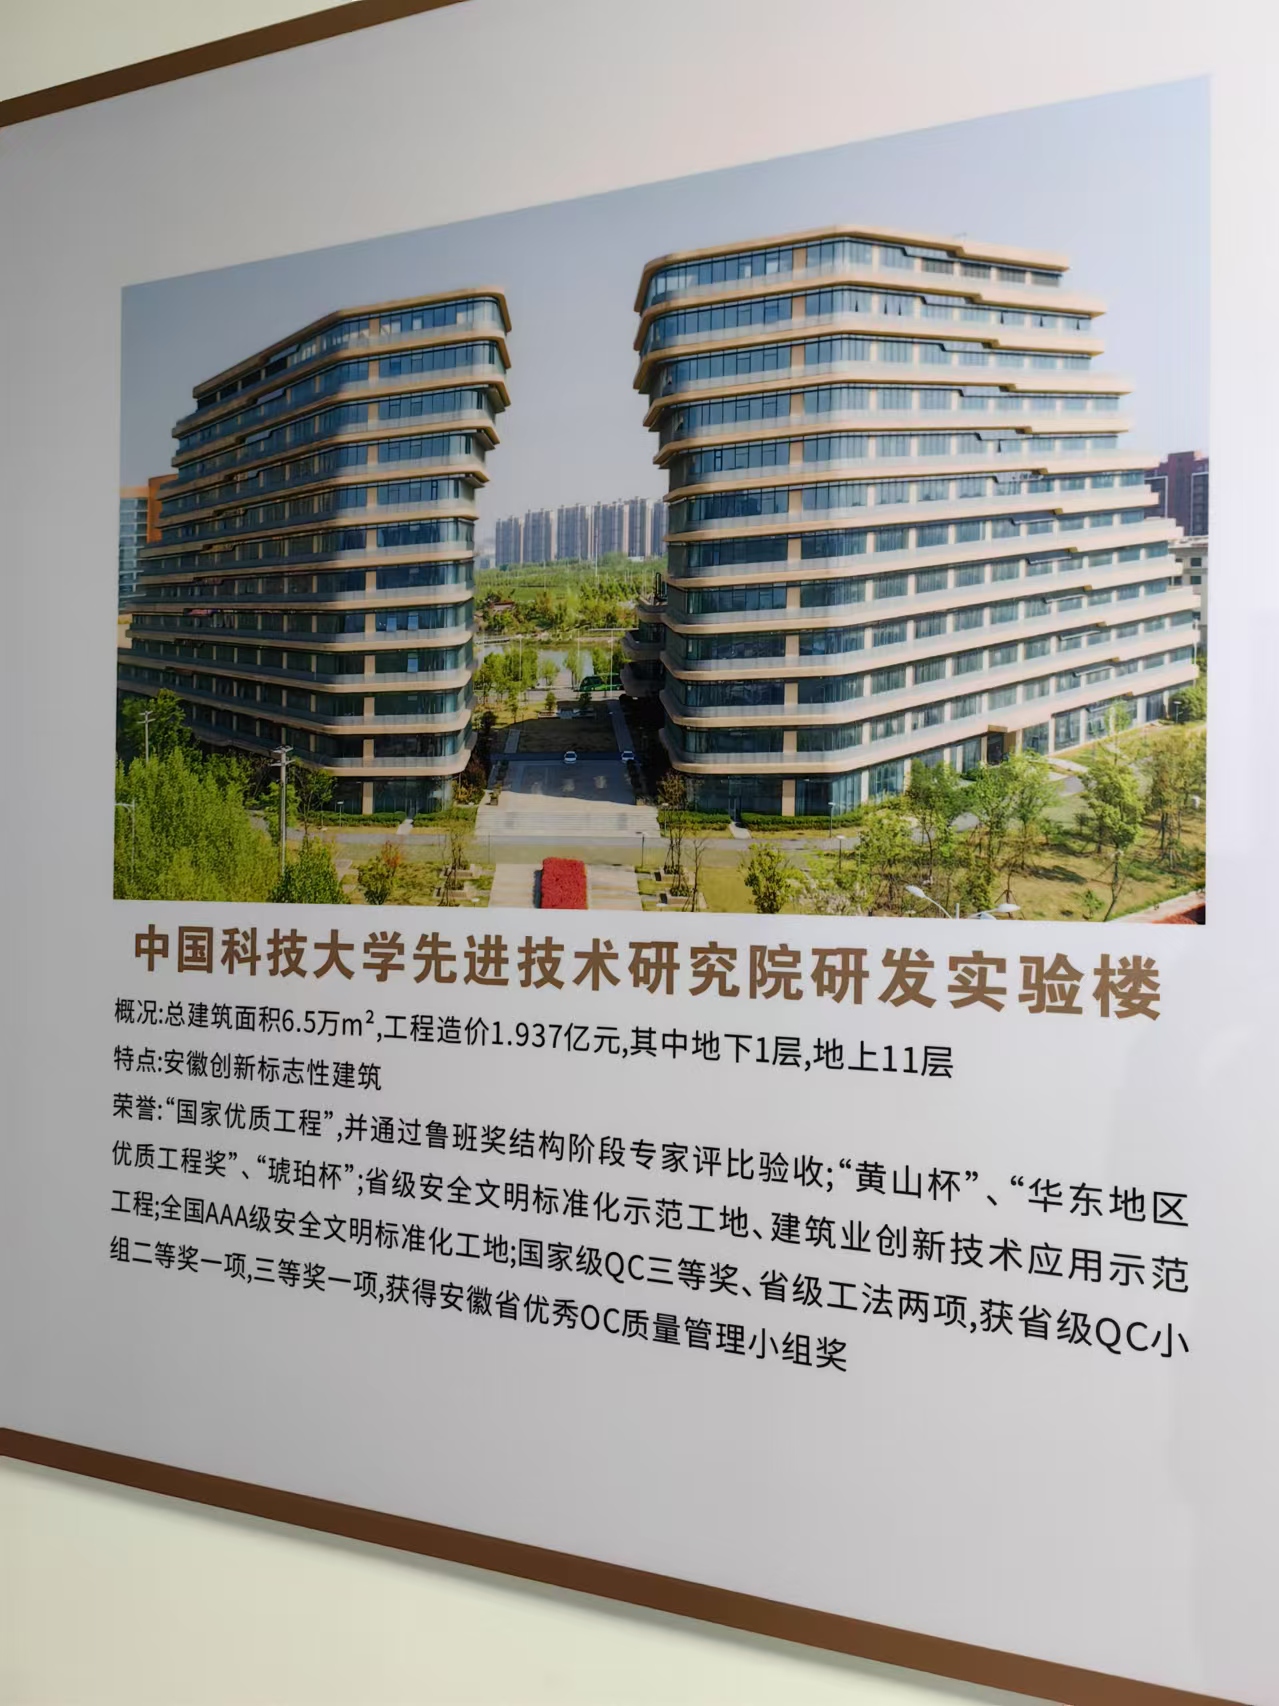 中国科技大学先进技术研究院研发实验楼
概况:总建筑面积6.5万m²,工程造价1.937亿元,其中地下1层,地上11层
特点:安徽创新标志性建筑
荣誉:“国家优质工程”,并通过鲁班奖结构阶段专家评比验收;“黄山杯”、“华东地区
优质工程奖”、“琥珀杯”;省级安全文明标准化示范工地、建筑业创新技术应用示范
工程;全国AAA级安全文明标准化工地;国家级QC三等奖、省级工法两项,获省级QC小
组二等奖一项,三等奖一项,获得安徽省优秀OC质量管理小组奖